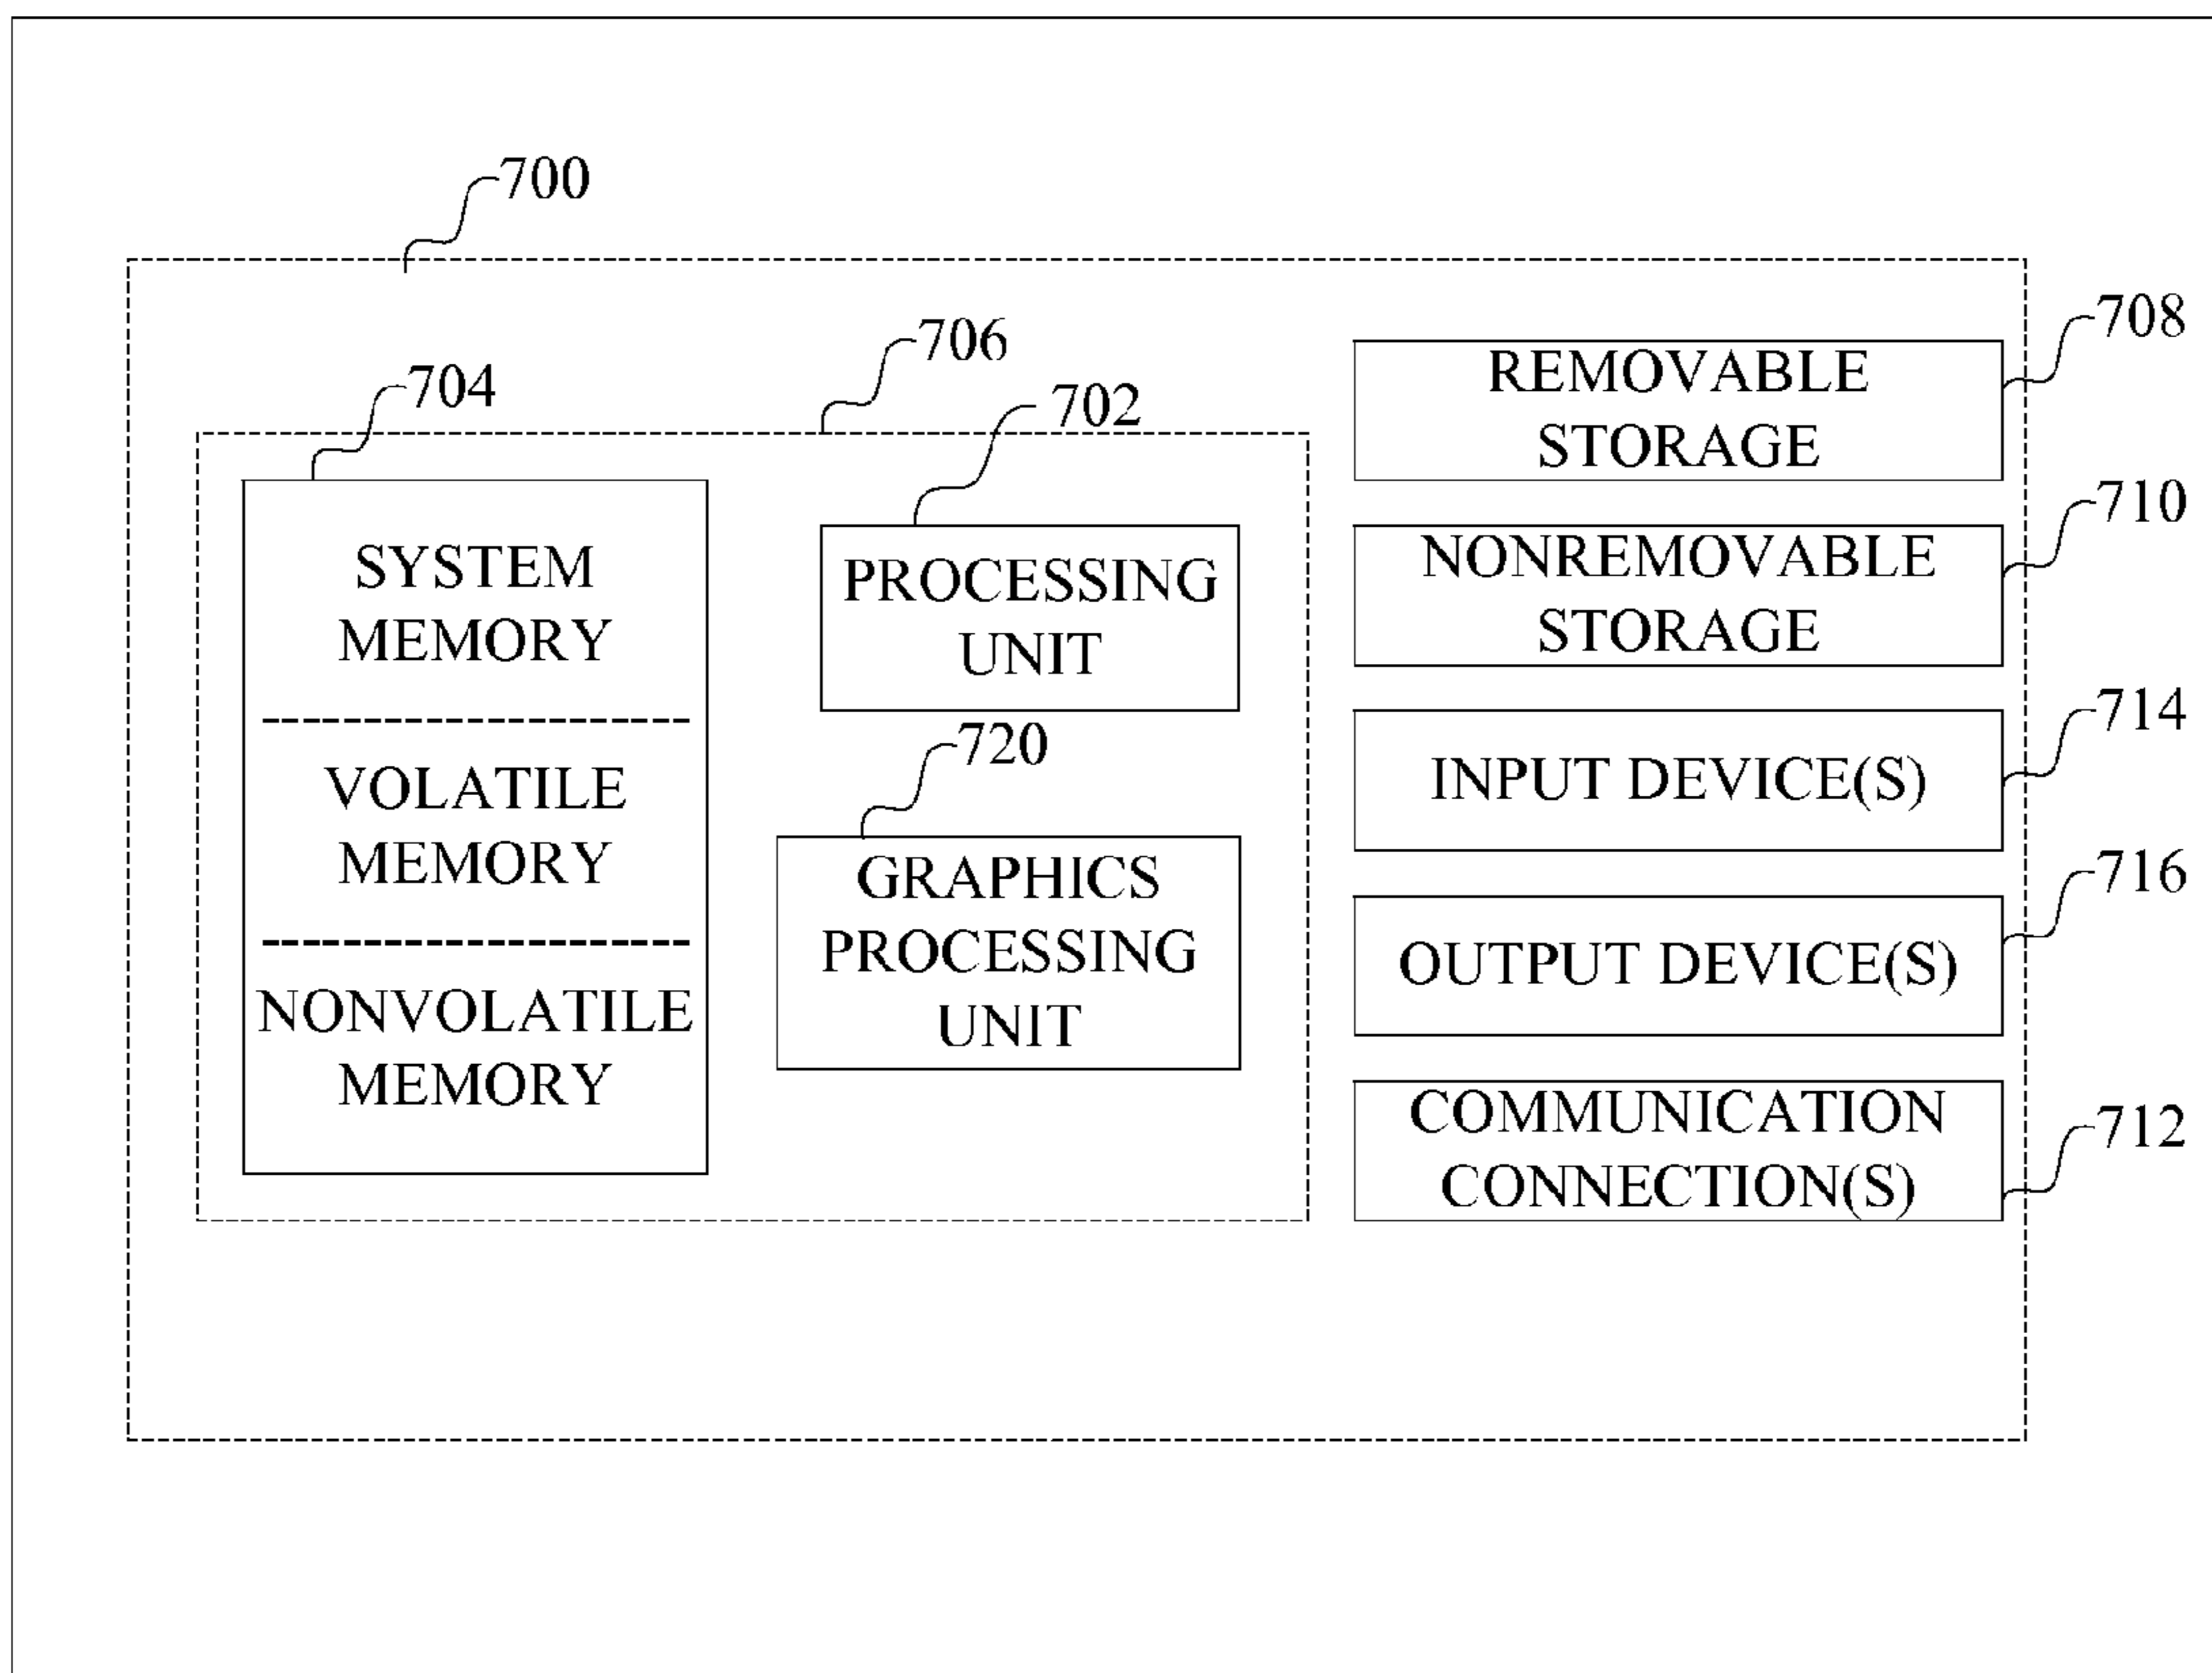 700
706
704
702
708
SYSTEM
MEMORY
VOLATILE
MEMORY
NONVOLATILE
MEMORY
PROCESSING
UNIT
720
GRAPHICS
PROCESSING
UNIT
REMOVABLE
STORAGE
710
NONREMOVABLE
STORAGE
714
INPUT DEVICE(S)
716
OUTPUT DEVICE(S)
COMMUNICATION
CONNECTION(S)
712